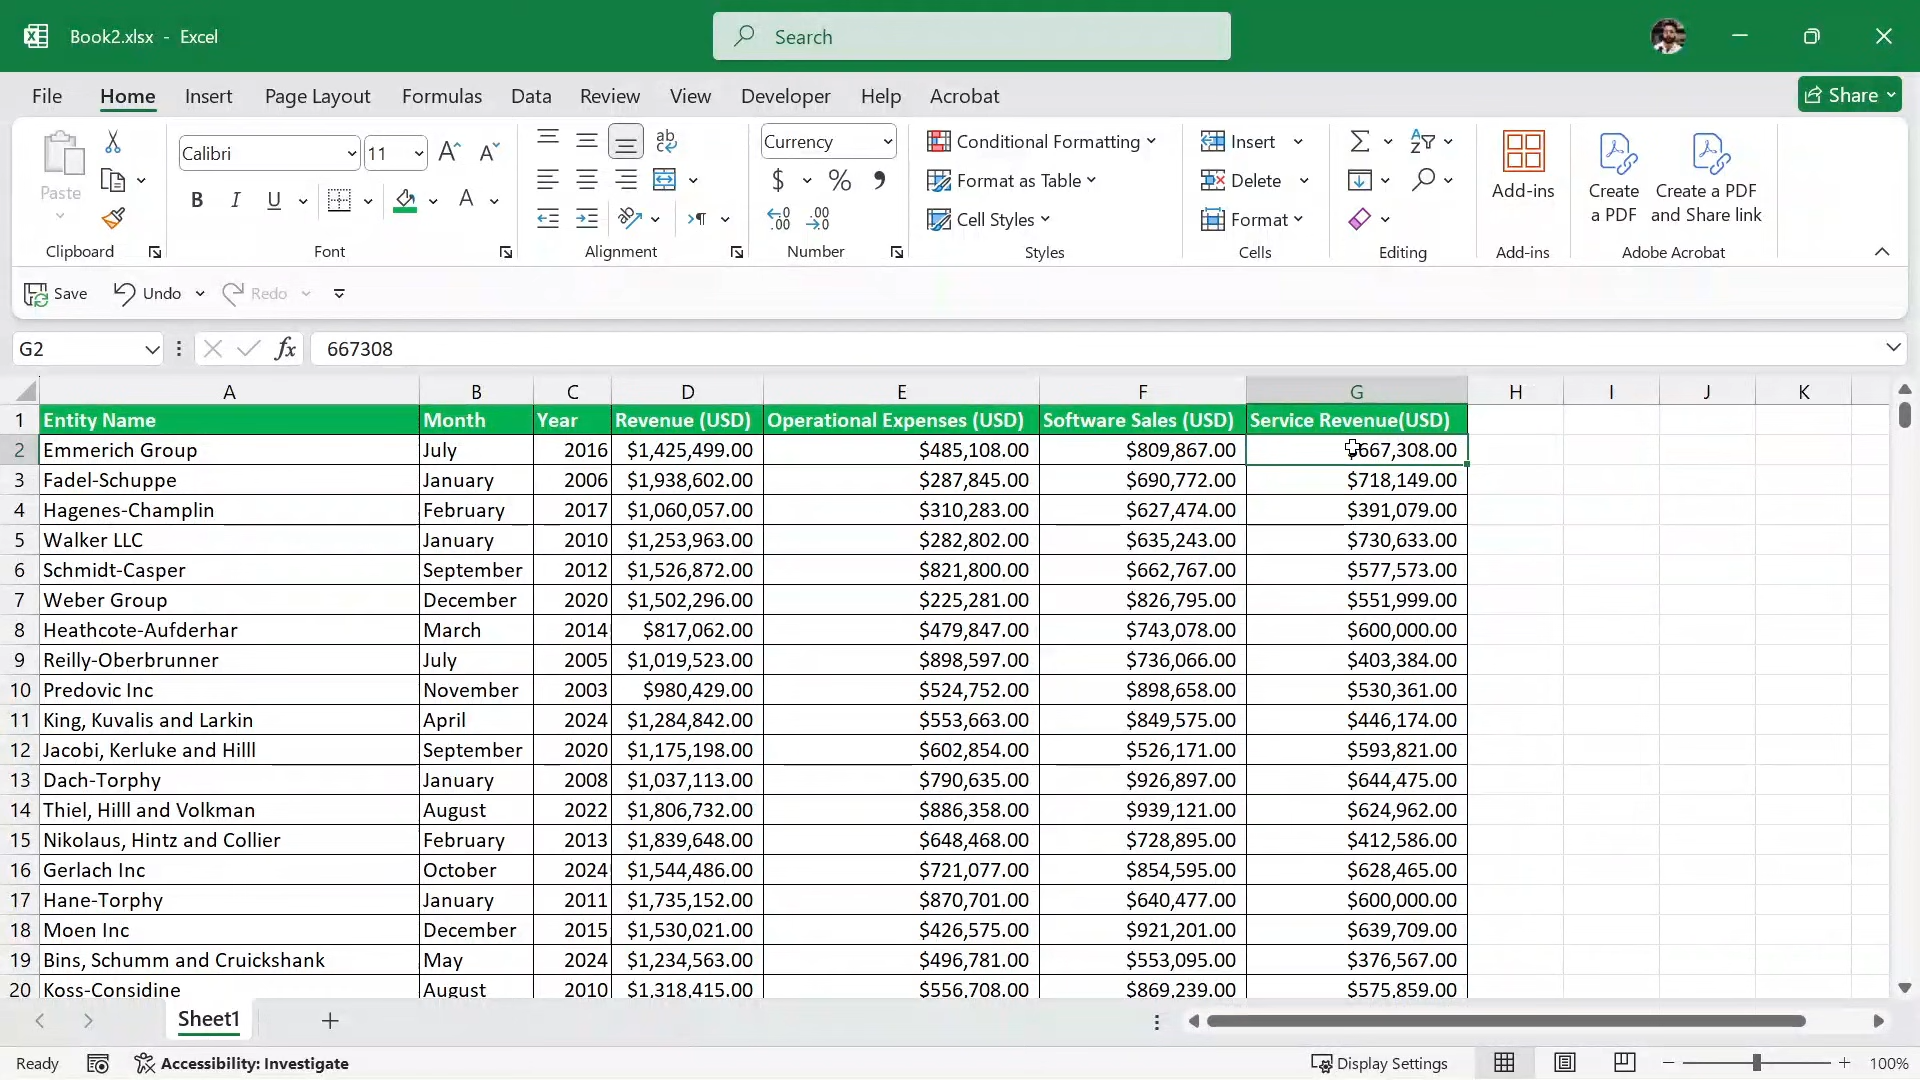 Book2.xlsx - Excel
Search
File Home Insert Page Layout Formulas Data Review View Developer Help Acrobat Share
Paste
Calibri 11
B I U
Currency
$ %
Conditional Formatting
Format as Table
Cell Styles
Insert
Delete
Format
Add-ins
Create a PDF
Create a PDF and Share link
Clipboard Font Alignment Number Styles Cells Editing Add-ins Adobe Acrobat
Save Undo Redo
G2 fx 667308
A B C D E F G H I J K
1 Entity Name Month Year Revenue (USD) Operational Expenses (USD) Software Sales (USD) Service Revenue(USD)
2 Emmerich Group July 2016 $1,425,499.00 $485,108.00 $809,867.00 $667,308.00
3 Fadel-Schuppe January 2006 $1,938,602.00 $287,845.00 $690,772.00 $718,149.00
4 Hagenes-Champlin February 2017 $1,060,057.00 $310,283.00 $627,474.00 $391,079.00
5 Walker LLC January 2010 $1,253,963.00 $282,802.00 $635,243.00 $730,633.00
6 Schmidt-Casper September 2012 $1,526,872.00 $821,800.00 $662,767.00 $577,573.00
7 Weber Group December 2020 $1,502,296.00 $225,281.00 $826,795.00 $551,999.00
8 Heathcote-Aufderhar March 2014 $817,062.00 $479,847.00 $743,078.00 $600,000.00
9 Reilly-Oberbrunner July 2005 $1,019,523.00 $898,597.00 $736,066.00 $403,384.00
10 Predovic Inc November 2003 $980,429.00 $524,752.00 $898,658.00 $530,361.00
11 King, Kuvalis and Larkin April 2024 $1,284,842.00 $553,663.00 $849,575.00 $446,174.00
12 Jacobi, Kerluke and Hilll September 2020 $1,175,198.00 $602,854.00 $526,171.00 $593,821.00
13 Dach-Torphy January 2008 $1,037,113.00 $790,635.00 $926,897.00 $644,475.00
14 Thiel, Hilll and Volkman August 2022 $1,806,732.00 $886,358.00 $939,121.00 $624,962.00
15 Nikolaus, Hintz and Collier February 2013 $1,839,648.00 $648,468.00 $728,895.00 $412,586.00
16 Gerlach Inc October 2024 $1,544,486.00 $721,077.00 $854,595.00 $628,465.00
17 Hane-Torphy January 2011 $1,735,152.00 $870,701.00 $640,477.00 $600,000.00
18 Moen Inc December 2015 $1,530,021.00 $426,575.00 $921,201.00 $639,709.00
19 Bins, Schumm and Cruickshank May 2024 $1,234,563.00 $496,781.00 $553,095.00 $376,567.00
20 Koss-Considine August 2010 $1,318,415.00 $556,708.00 $869,239.00 $575,859.00
Sheet1
Ready Accessibility: Investigate Display Settings 100%